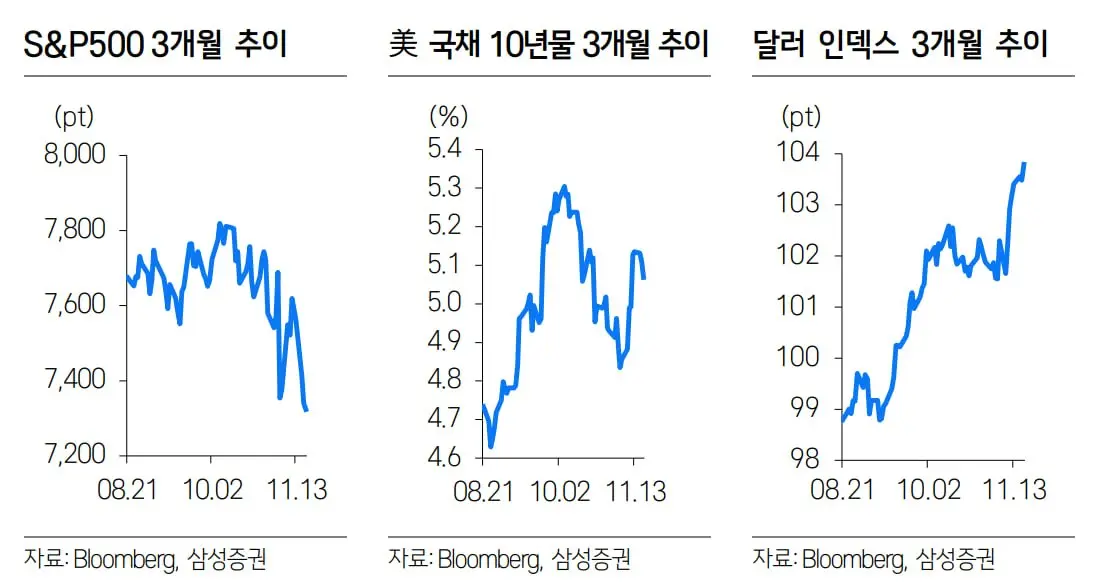 S&P500 3개월 추이
(pt)
8,000
7,800
7,600
7,400
7,200
08.21 10.02 11.13
자료: Bloomberg, 삼성증권
美 국채 10년물 3개월 추이
(%)
5.4
5.3
5.2
5.1
5.0
4.9
4.8
4.7
4.6
08.21 10.02 11.13
자료: Bloomberg, 삼성증권
달러 인덱스 3개월 추이
(pt)
104
103
102
101
100
99
98
08.21 10.02 11.13
자료: Bloomberg, 삼성증권